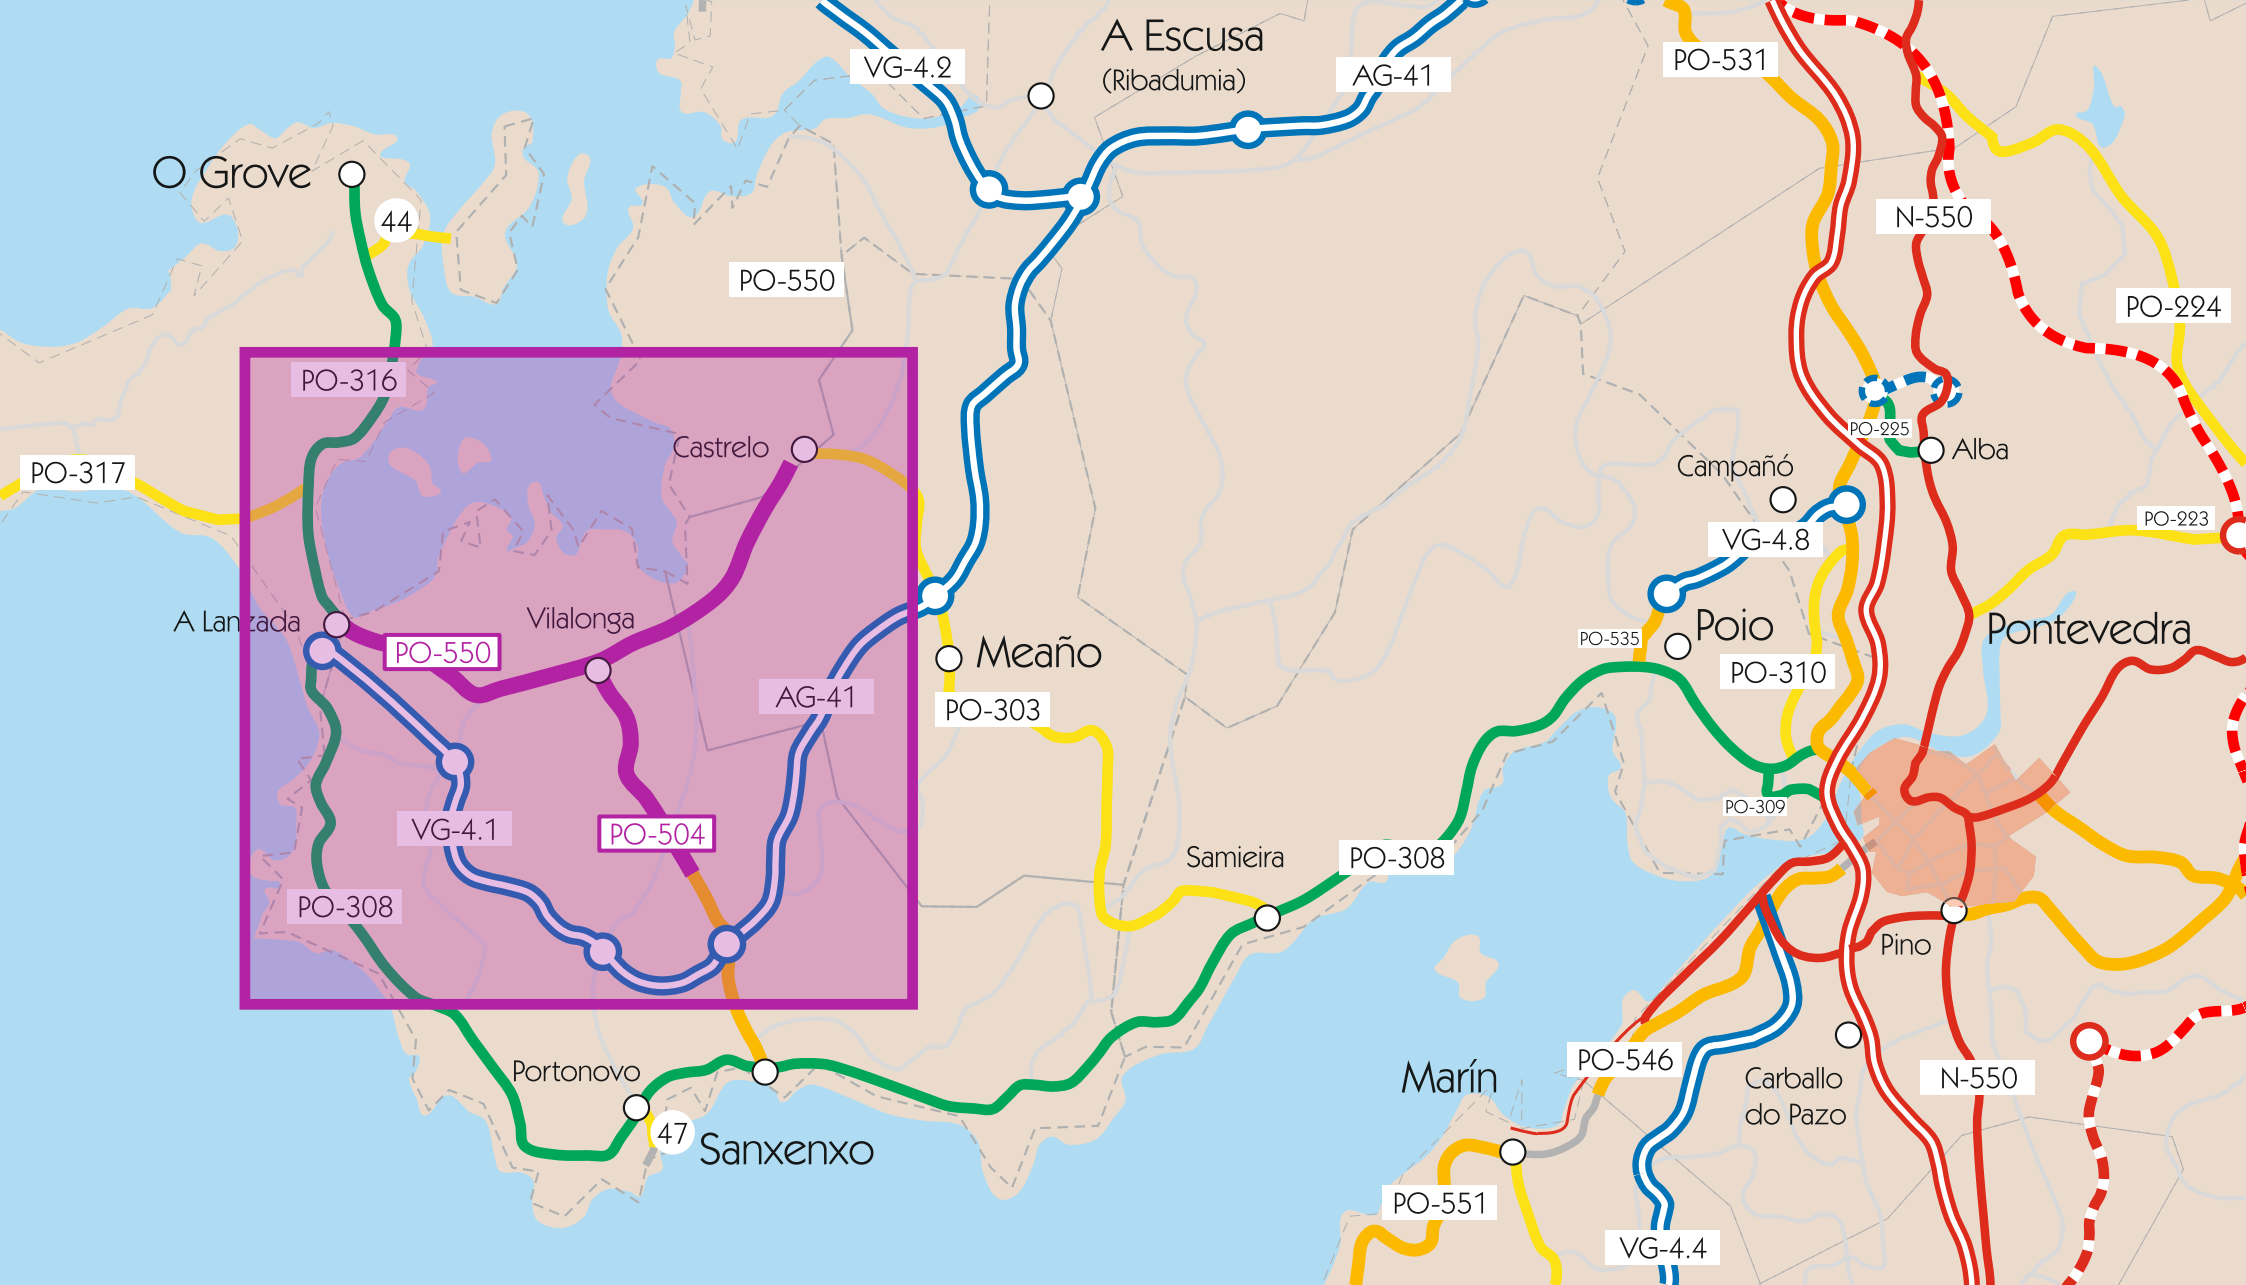 A Escusa
(Ribadumia)
VG-4.2
AG-41
PO-531
O Grove
44
N-550
PO-550
PO-224
PO-316
PO-225
Castrelo
Alba
PO-317
Campañó
PO-223
VG-4.8
A Lanzada
Vilalonga
PO-550
Meaño
PO-535
Poio
Pontevedra
PO-310
AG-41
PO-303
PO-309
VG-4.1
PO-504
Samieira
PO-308
PO-308
Pino
Portonovo
Marín
PO-546
Carballo
do Pazo
N-550
47
Sanxenxo
PO-551
VG-4.4